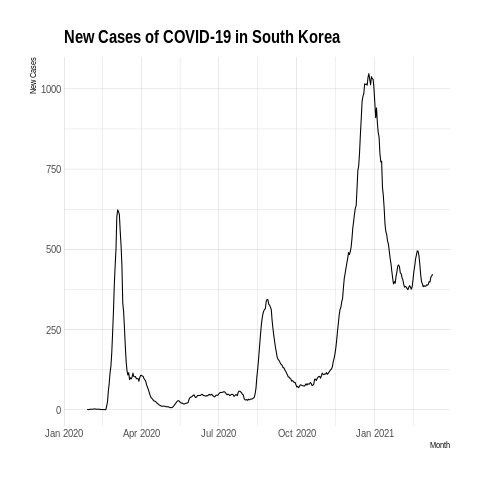 New Cases of COVID-19 in South Korea
New Cases
1000
750
500
250
0
Jan 2020 Apr 2020 Jul 2020 Oct 2020 Jan 2021
Month